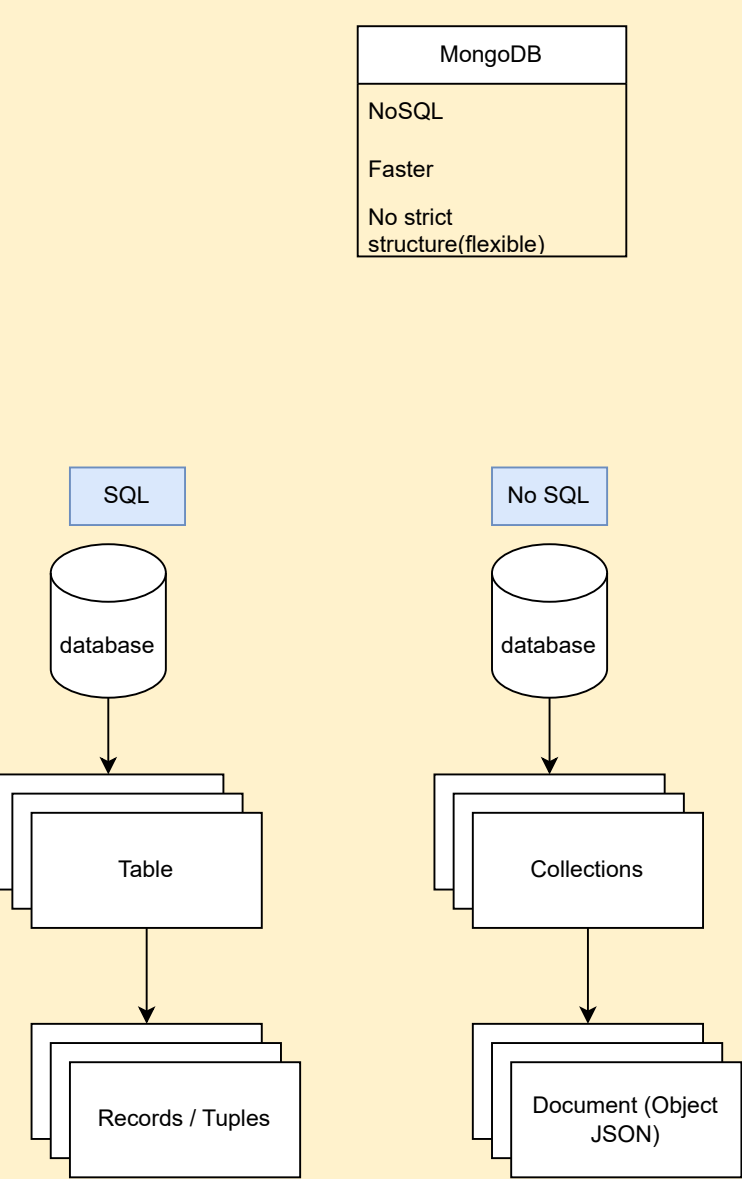 MongoDB
NoSQL
Faster
No strict
structure(flexible)
SQL
No SQL
database
database
Table
Collections
Records / Tuples
Document (Object
JSON)